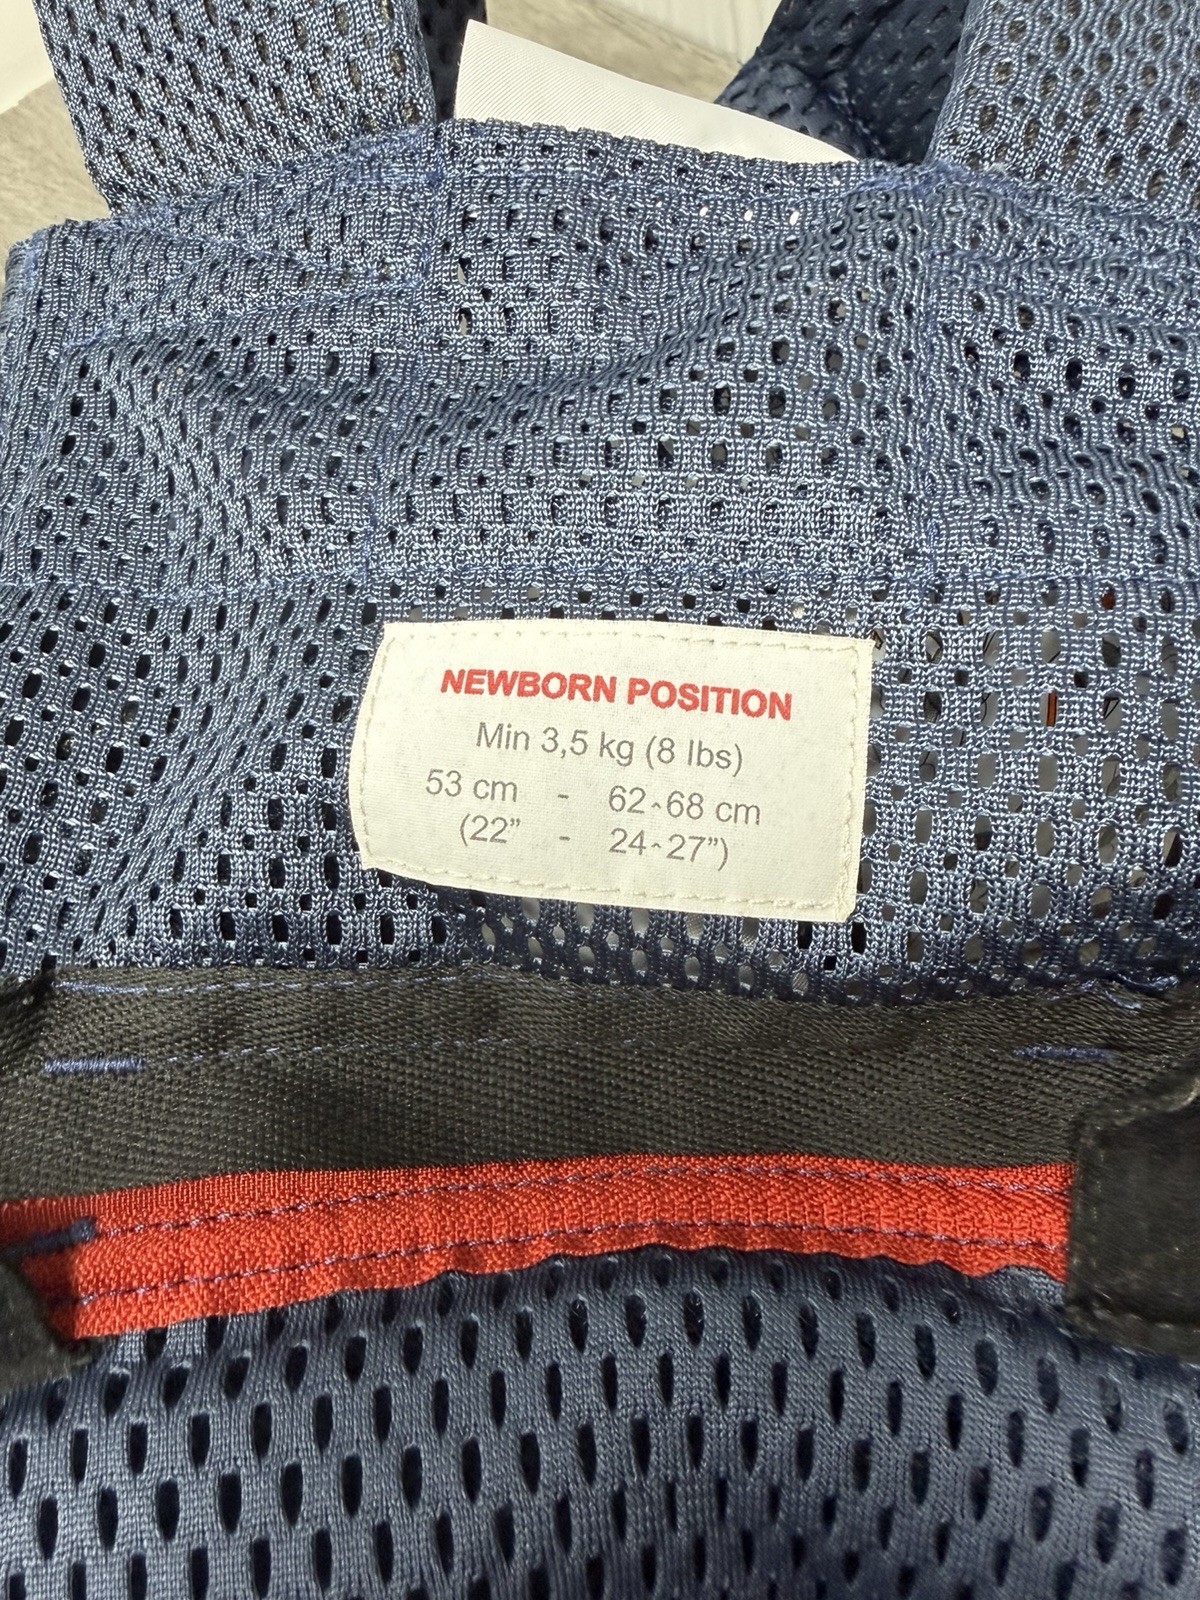 NEWBORN POSITION
Min 3,5 kg (8 lbs)
53 cm - 62-68 cm
(22” - 24-27”)